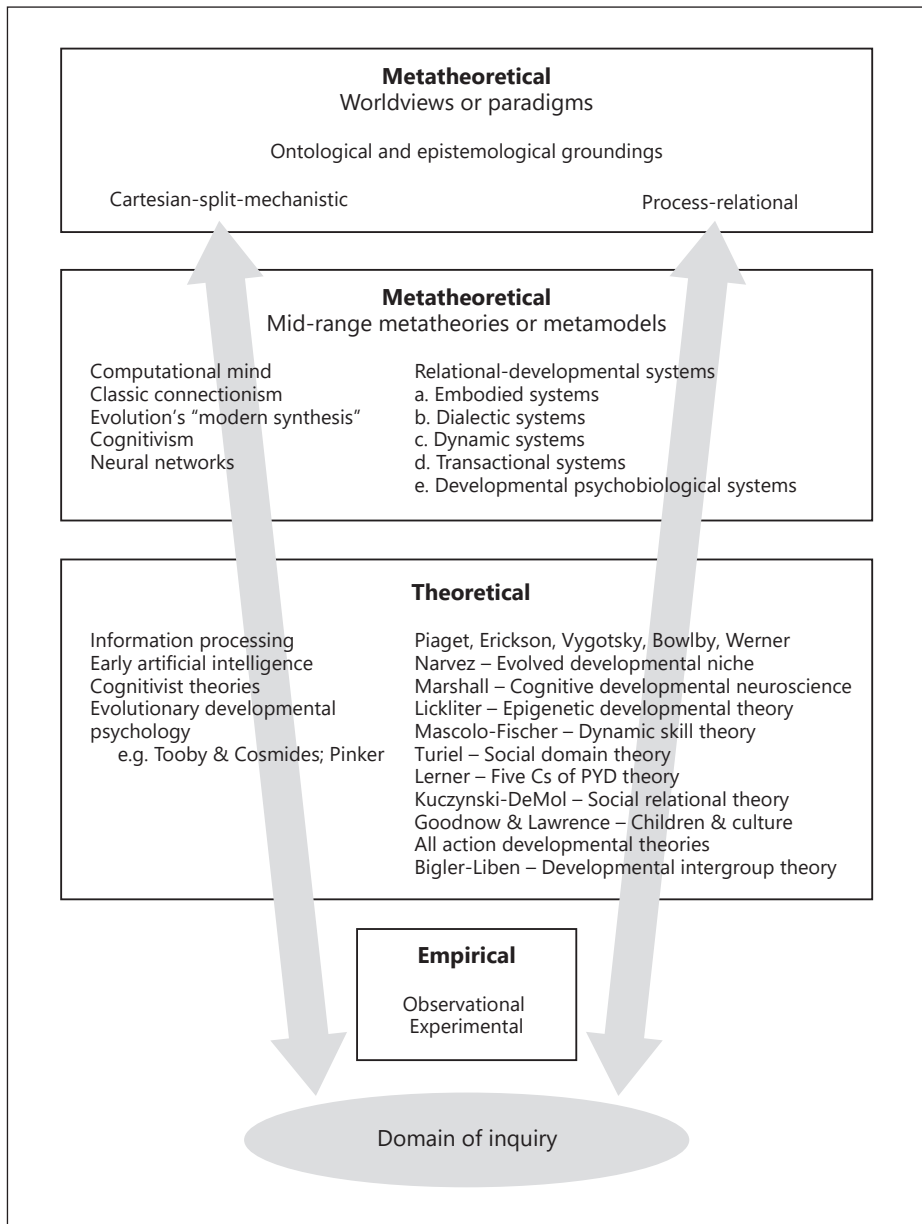 Metatheoretical
Worldviews or paradigms
Ontological and epistemological groundings
Cartesian-split-mechanistic
Process-relational
Metatheoretical
Mid-range metatheories or metamodels
Computational mind
Classic connectionism
Evolution‘s “modern synthesis“
Cognitivism
Neural networks
Relational-developmental systems
a. Embodied systems
b. Dialectic systems
c. Dynamic systems
d. Transactional systems
e. Developmental psychobiological systems
Theoretical
Information processing
Early artificial intelligence
Cognitivist theories
Evolutionary developmental
psychology
e.g. Tooby & Cosmides; Pinker
Piaget, Erickson, Vygotsky, Bowlby, Werner
Narvez – Evolved developmental niche
Marshall – Cognitive developmental neuroscience
Lickliter – Epigenetic developmental theory
Mascolo-Fischer – Dynamic skill theory
Turiel – Social domain theory
Lerner – Five Cs of PYD theory
Kuczynski-DeMol – Social relational theory
Goodnow & Lawrence – Children & culture
All action developmental theories
Bigler-Liben – Developmental intergroup theory
Empirical
Observational
Experimental
Domain of inquiry